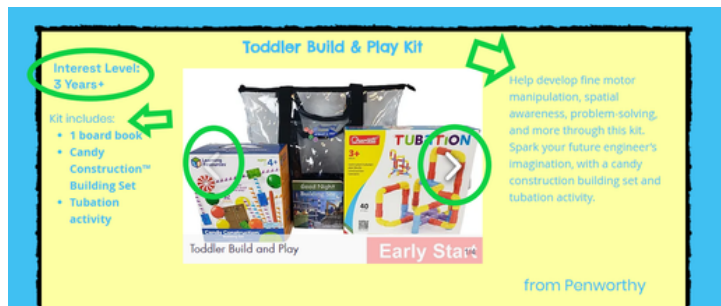 Toddler Build & Play Kit
Interest Level:
3 Years+
Kit includes:
1 board book
Candy
Construction™
Building Set
Tubation
activity
Learning
Resources
4+
Candy Construction
Good Night
Quercetti
TUBATION
3+
40
Toddler Build and Play
Early Start
Help develop fine motor
manipulation, spatial
awareness, problem-solving,
and more through this kit.
Spark your future engineer's
imagination, with a candy
construction building set and
tubation activity.
from Penworthy